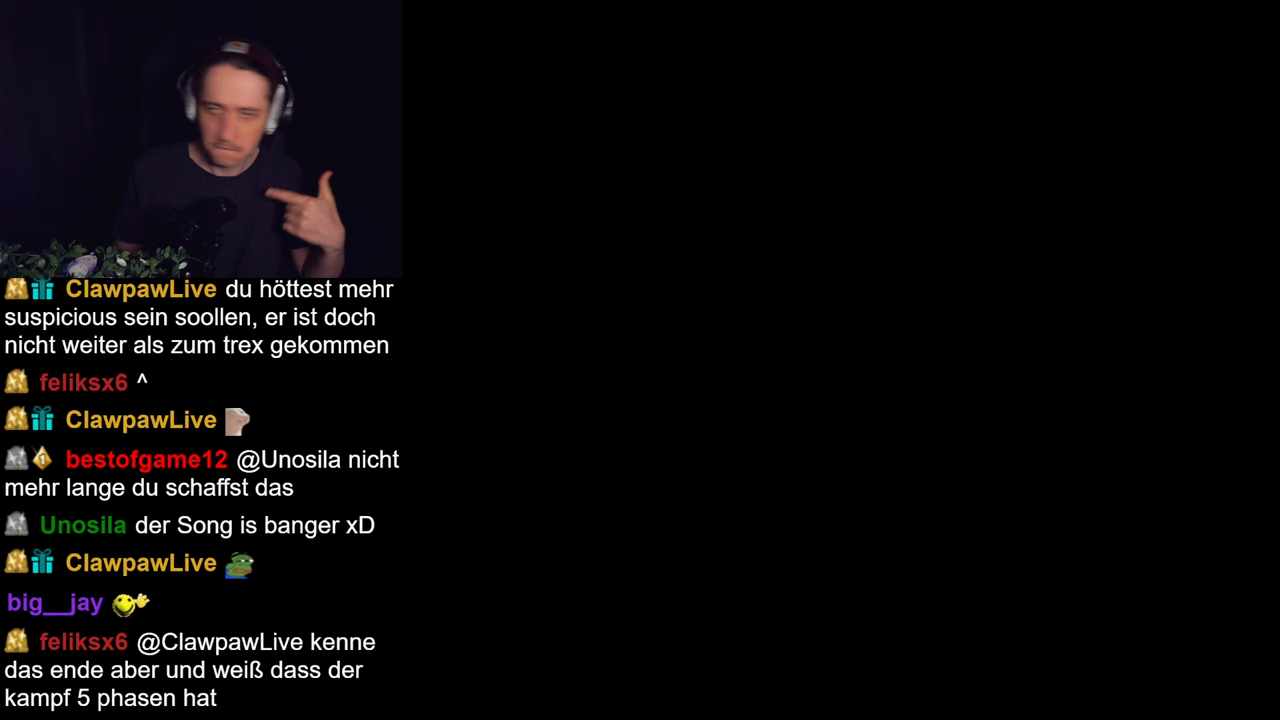 ClawpawLive du höttest mehr
suspicious sein soollen, er ist doch
nicht weiter als zum trex gekommen
feliksx6 ^
ClawpawLive
bestofgame12 @Unosila nicht
mehr lange du schaffst das
Unosila der Song is banger xD
ClawpawLive
big__jay
feliksx6 @ClawpawLive kenne
das ende aber und weiß dass der
kampf 5 phasen hat